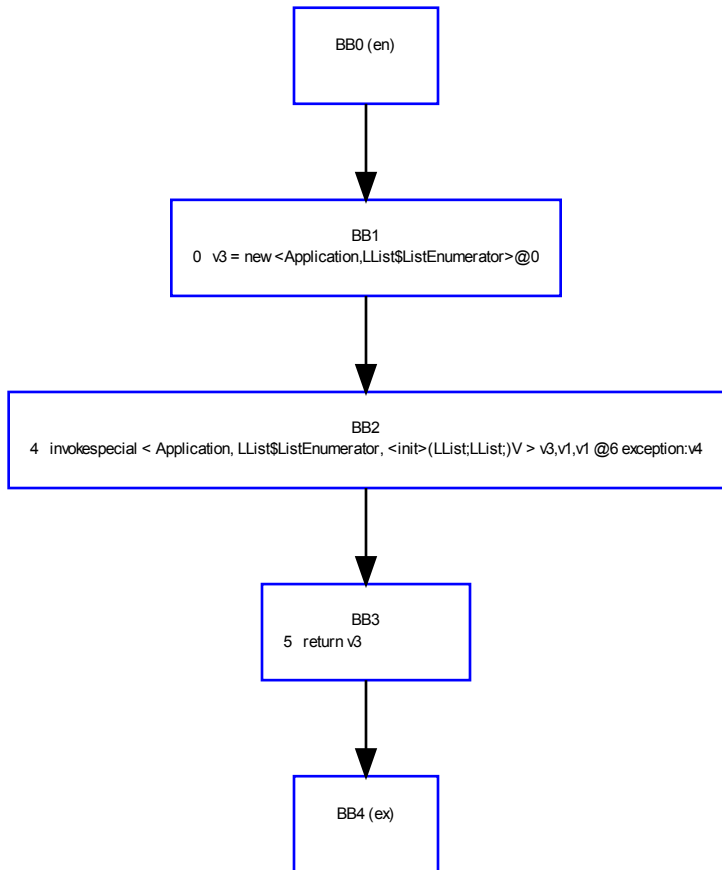 BB0 (en)
BB1
0 v3 = new <Application,LList$ListEnumerator>@0
BB2
4 invokespecial < Application, LList$ListEnumerator, <init>(LList;LList;)V > v3,v1,v1 @6 exception:v4
BB3
5 return v3
BB4 (ex)